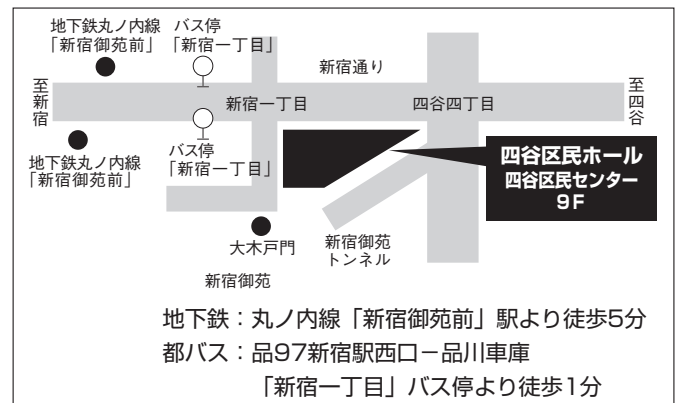 地下鉄丸ノ内線
「新宿御苑前」
バス停
「新宿一丁目」
新宿通り
至新宿
新宿一丁目
四谷四丁目
至四谷
地下鉄丸ノ内線
「新宿御苑前」
バス停
「新宿一丁目」
四谷区民ホール
四谷区民センター
9F
大木戸門
新宿御苑
トンネル
新宿御苑
地下鉄：丸ノ内線「新宿御苑前」駅より徒歩5分
都バス：品97新宿駅西口－品川車庫
「新宿一丁目」バス停より徒歩1分